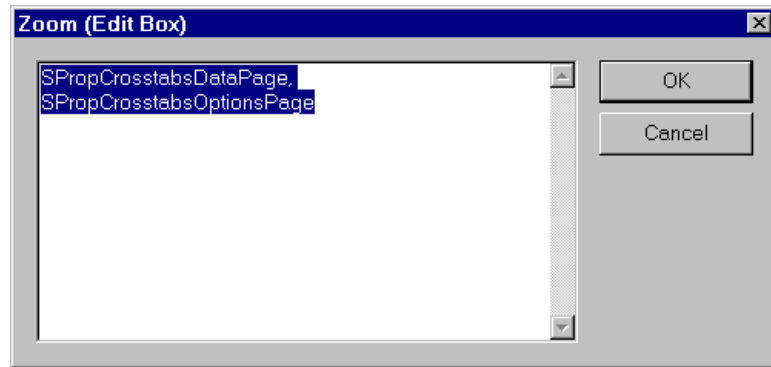 Zoom (Edit Box)
SPropCrosstabsDataPage,
SPropCrosstabsOptionsPage
OK
Cancel